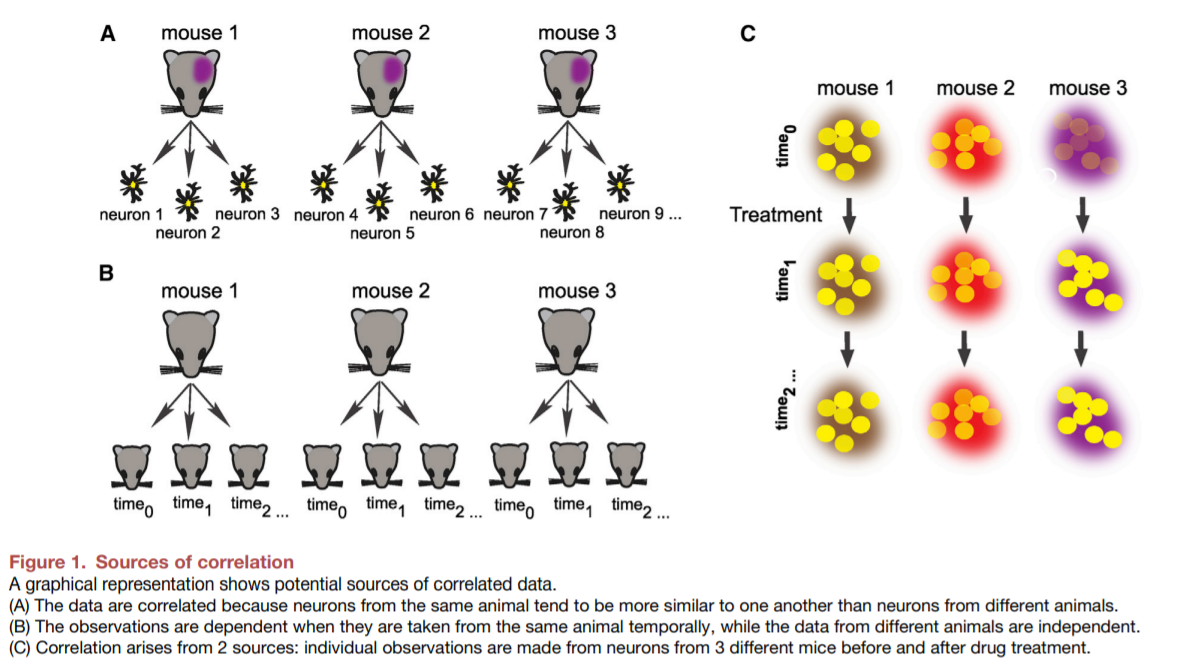 A
mouse 1 mouse 2 mouse 3
neuron 1 neuron 3 neuron 4 neuron 6 neuron 7 neuron 9 ...
neuron 2 neuron 5 neuron 8
B
mouse 1 mouse 2 mouse 3
time0 time1 time2 ... time0 time1 time2 ... time0 time1 time2 ...
C
mouse 1 mouse 2 mouse 3
time0
Treatment
time1
time2 ...
Figure 1. Sources of correlation
A graphical representation shows potential sources of correlated data.
(A) The data are correlated because neurons from the same animal tend to be more similar to one another than neurons from different animals.
(B) The observations are dependent when they are taken from the same animal temporally, while the data from different animals are independent.
(C) Correlation arises from 2 sources: individual observations are made from neurons from 3 different mice before and after drug treatment.